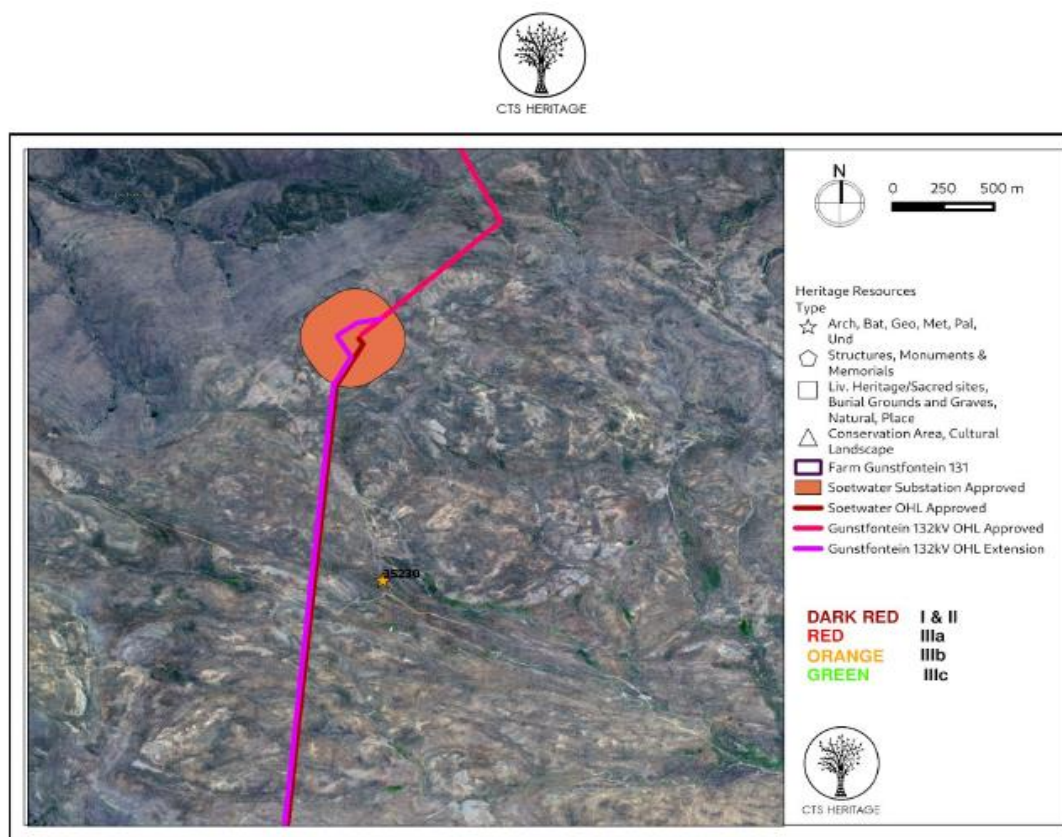 CTS HERITAGE
N
0 250 500 m
Heritage Resources
Type
Arch, Bat, Geo, Met, Pal,
Und
Structures, Monuments &
Memorials
Liv. Heritage/Sacred sites,
Burial Grounds and Graves,
Natural, Place
Conservation Area, Cultural
Landscape
Farm Gunstfontein 131
Soetwater Substation Approved
Soetwater OHL Approved
Gunstfontein 132kV OHL Approved
Gunstfontein 132kV OHL Extension
35230
DARK RED I & II
RED IIIa
ORANGE IIIb
GREEN IIIc
CTS HERITAGE